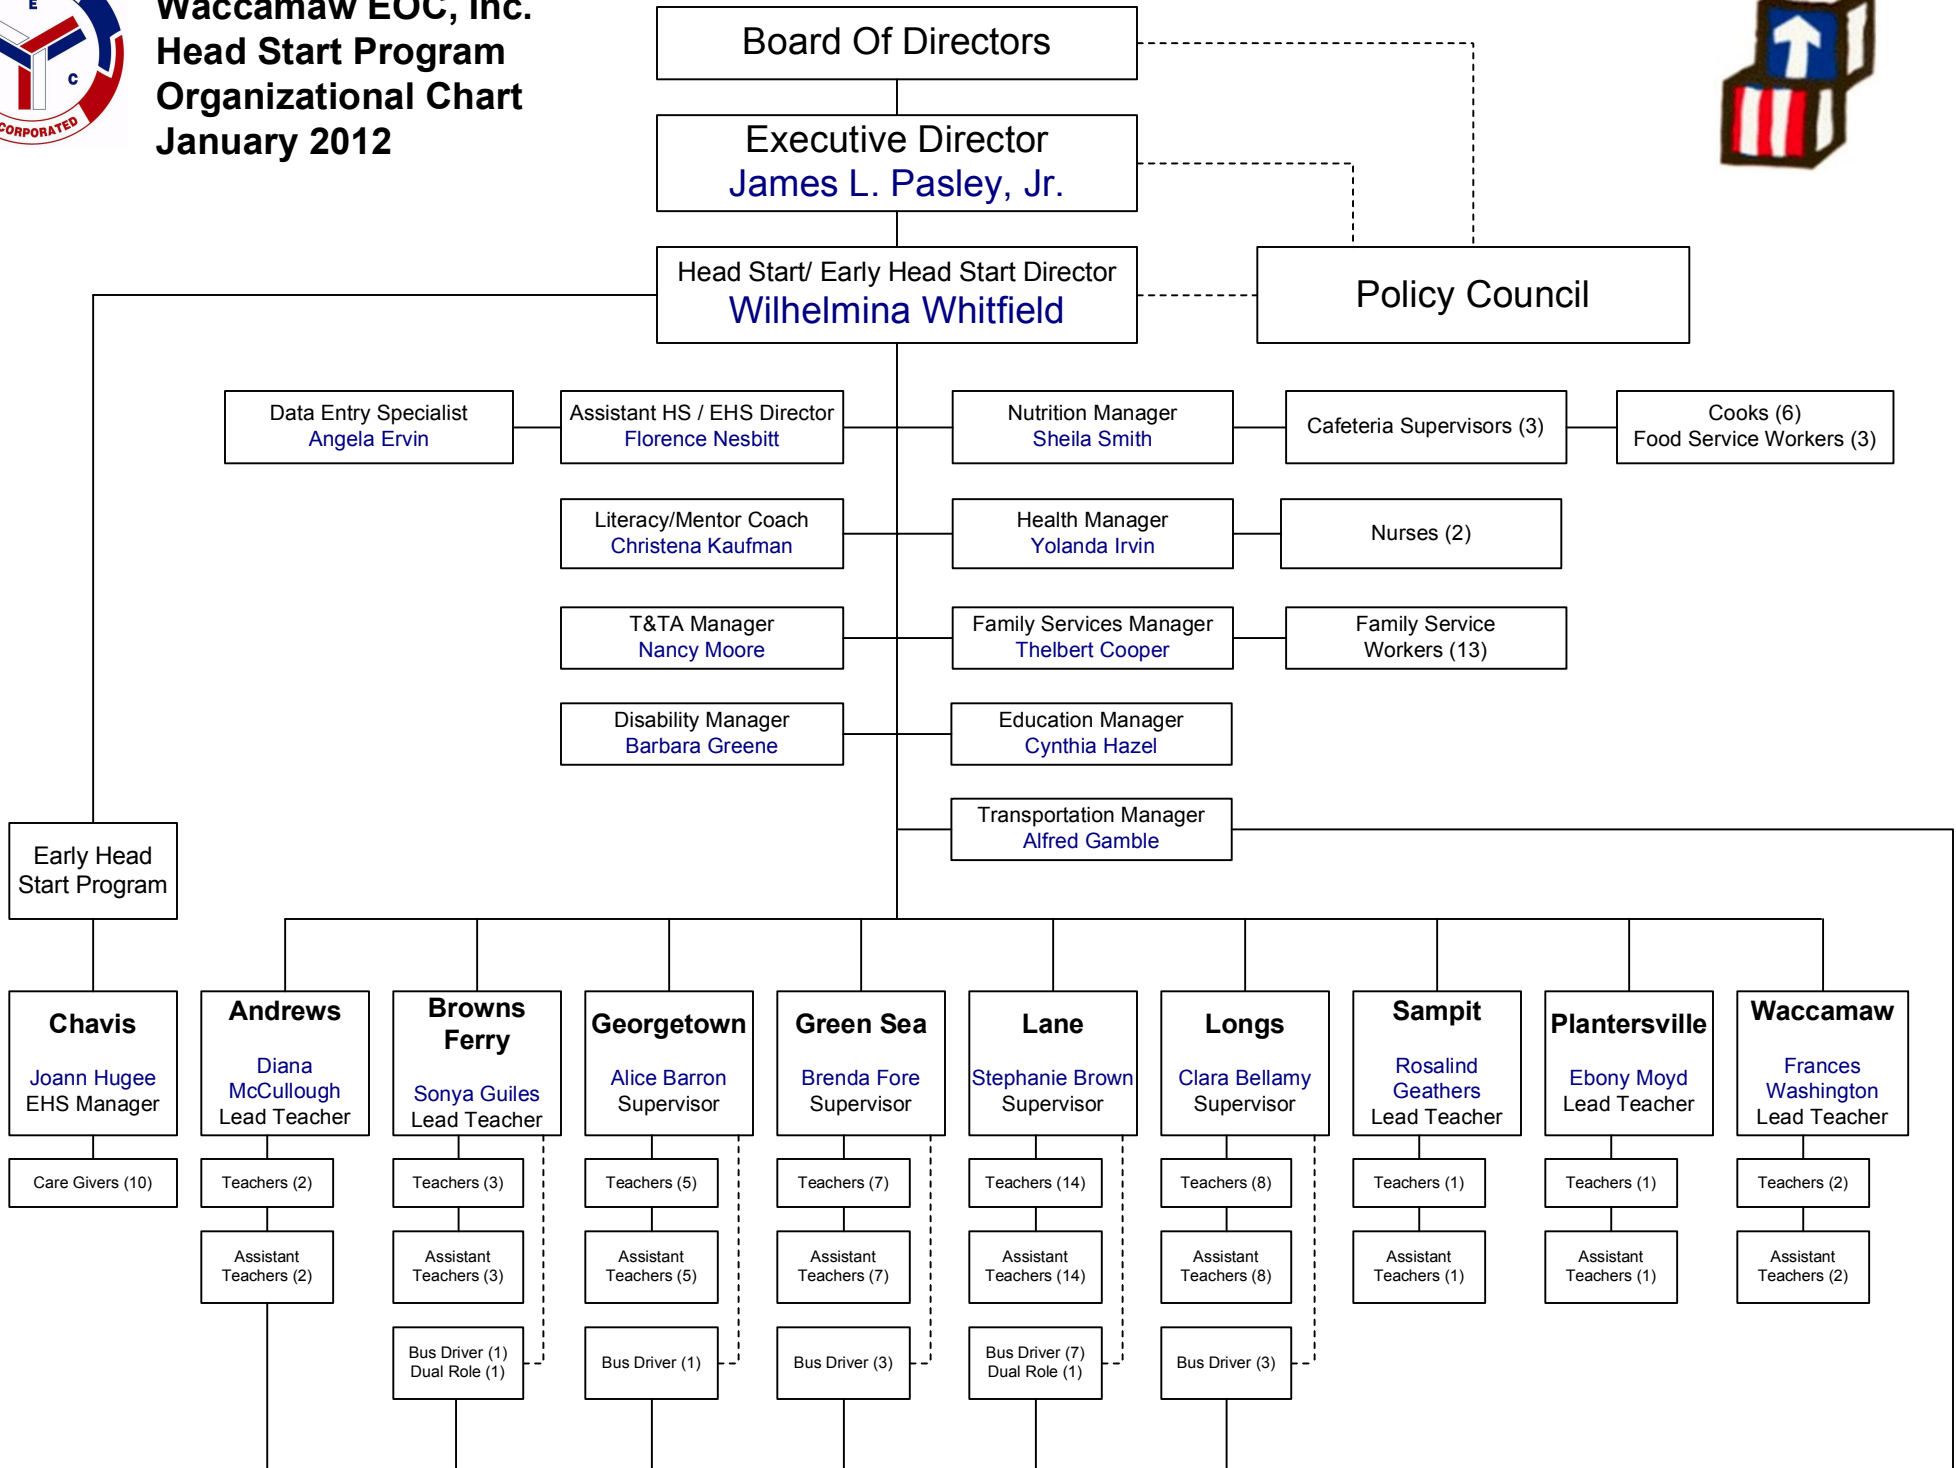 E
C
CORPORATED
Waccamaw EOC, Inc.
Head Start Program
Organizational Chart
January 2012
Board Of Directors
Executive Director
James L. Pasley, Jr.
Head Start/ Early Head Start Director
Wilhelmina Whitfield
Policy Council
Data Entry Specialist
Angela Ervin
Assistant HS / EHS Director
Florence Nesbitt
Nutrition Manager
Sheila Smith
Cafeteria Supervisors (3)
Cooks (6)
Food Service Workers (3)
Literacy/Mentor Coach
Christena Kaufman
Health Manager
Yolanda Irvin
Nurses (2)
T&TA Manager
Nancy Moore
Family Services Manager
Thelbert Cooper
Family Service
Workers (13)
Disability Manager
Barbara Greene
Education Manager
Cynthia Hazel
Transportation Manager
Alfred Gamble
Early Head
Start Program
Chavis
Joann Hugee
EHS Manager
Andrews
Diana
McCullough
Lead Teacher
Browns
Ferry
Sonya Guiles
Lead Teacher
Georgetown
Alice Barron
Supervisor
Green Sea
Brenda Fore
Supervisor
Lane
Stephanie Brown
Supervisor
Longs
Clara Bellamy
Supervisor
Sampit
Rosalind
Geathers
Lead Teacher
Plantersville
Ebony Moyd
Lead Teacher
Waccamaw
Frances
Washington
Lead Teacher
Care Givers (10)
Teachers (2)
Teachers (3)
Teachers (5)
Teachers (7)
Teachers (14)
Teachers (8)
Teachers (1)
Teachers (1)
Teachers (2)
Assistant
Teachers (2)
Assistant
Teachers (3)
Assistant
Teachers (5)
Assistant
Teachers (7)
Assistant
Teachers (14)
Assistant
Teachers (8)
Assistant
Teachers (1)
Assistant
Teachers (1)
Assistant
Teachers (2)
Bus Driver (1)
Dual Role (1)
Bus Driver (1)
Bus Driver (3)
Bus Driver (7)
Dual Role (1)
Bus Driver (3)